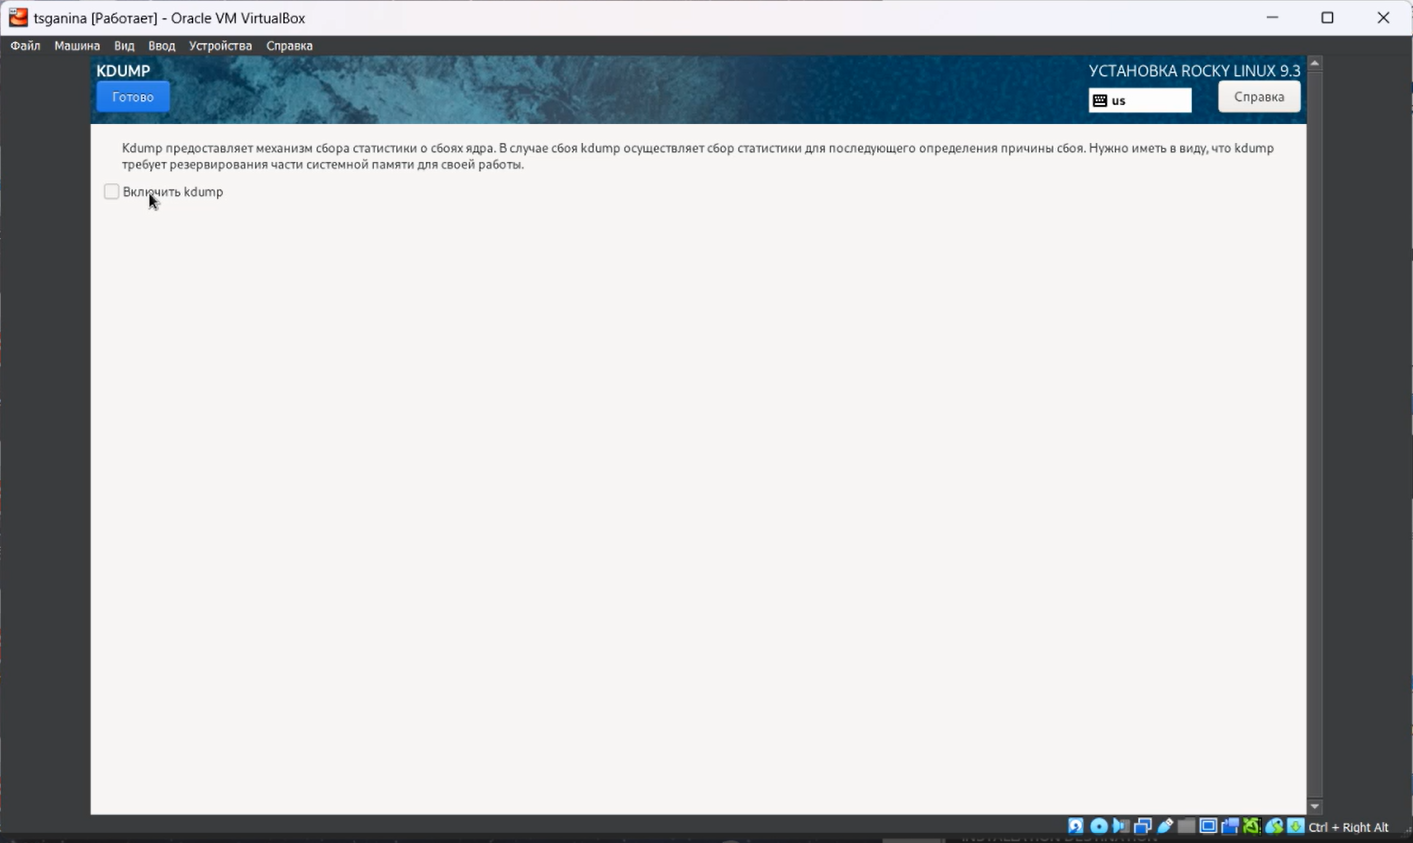 tsganina [Работает] - Oracle VM VirtualBox
Файл Машина Вид Ввод Устройства Справка
KDUMP
УСТАНОВКА ROCKY LINUX 9.3
Готово
us
Справка
Kdump предоставляет механизм сбора статистики о сбоях ядра. В случае сбоя kdump осуществляет сбор статистики для последующего определения причины сбоя. Нужно иметь в виду, что kdump
требует резервирования части системной памяти для своей работы.
Включить kdump
Ctrl + Right Alt